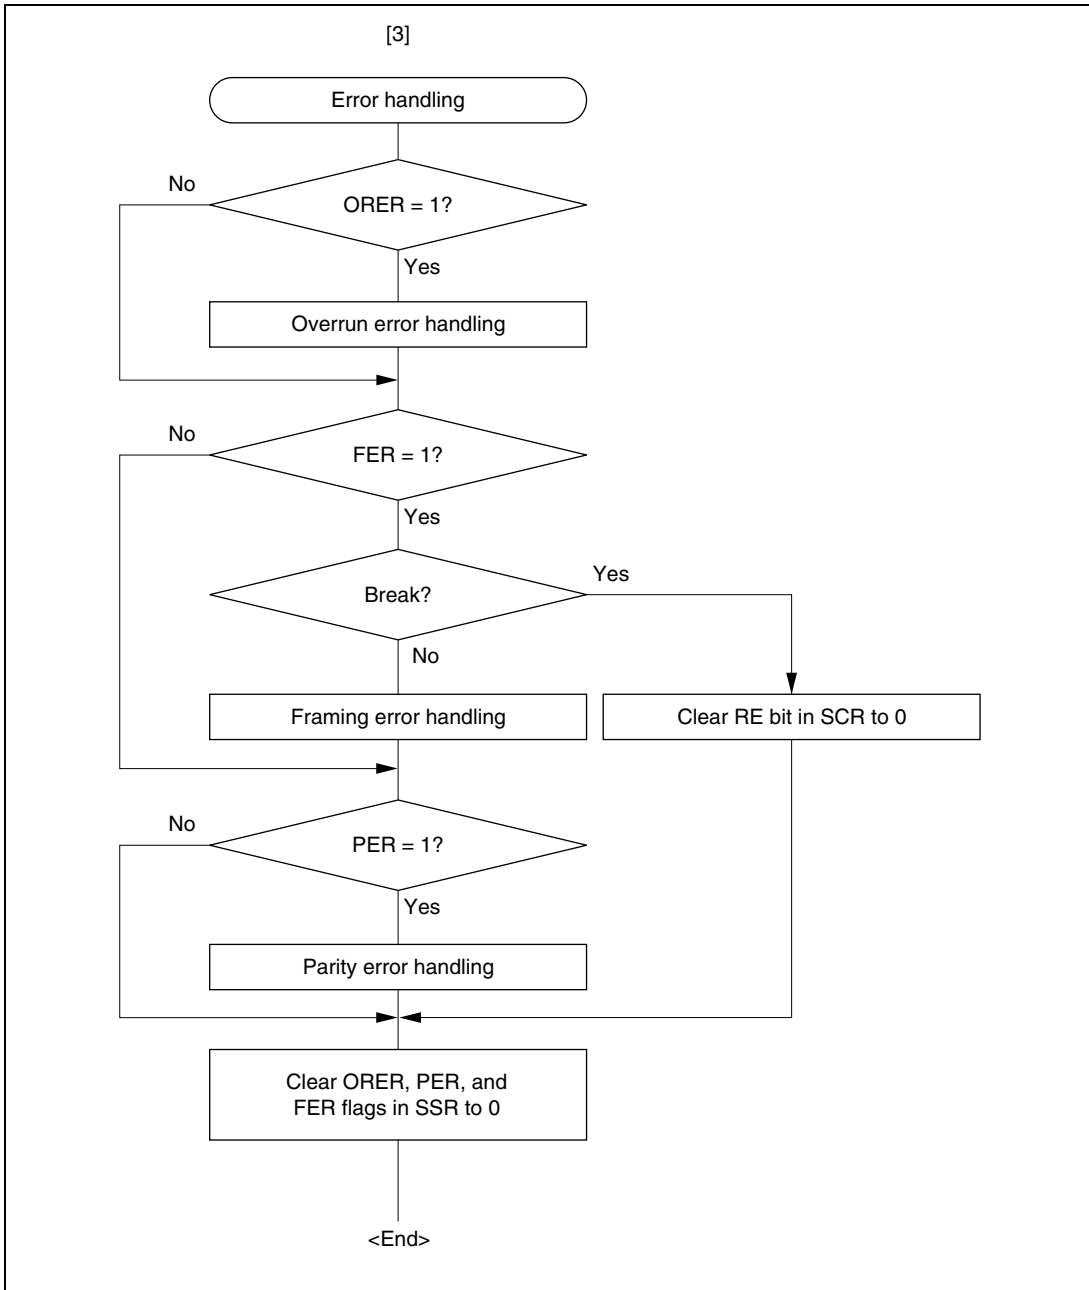 [3]
Error handling
No
ORER = 1?
Yes
Overrun error handling
No
FER = 1?
Yes
Break?
Yes
No
Framing error handling
Clear RE bit in SCR to 0
No
PER = 1?
Yes
Parity error handling
Clear ORER, PER, and
FER flags in SSR to 0
<End>